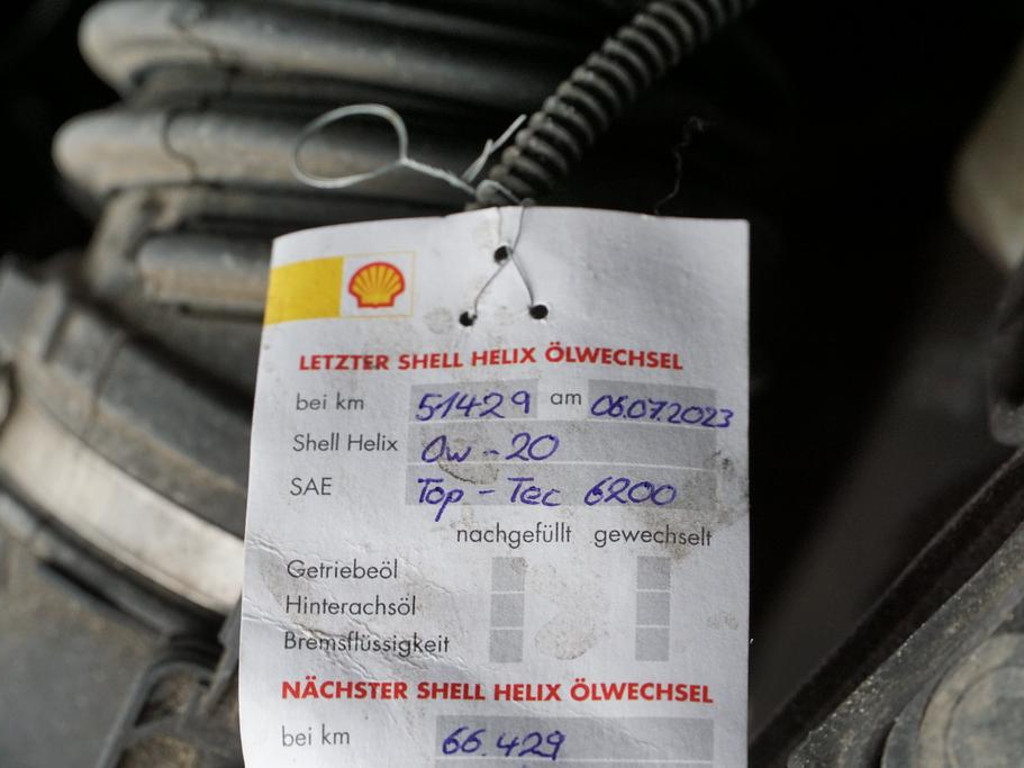 LETZTER SHELL HELIX ÖLWECHSEL
bei km 51429 am 06.07.2023
Shell Helix 0w-20
SAE Top-Tec 6200
nachgefüllt gewechselt
Getriebeöl
Hinterachsöl
Bremsflüssigkeit
NÄCHSTER SHELL HELIX ÖLWECHSEL
bei km 66.429